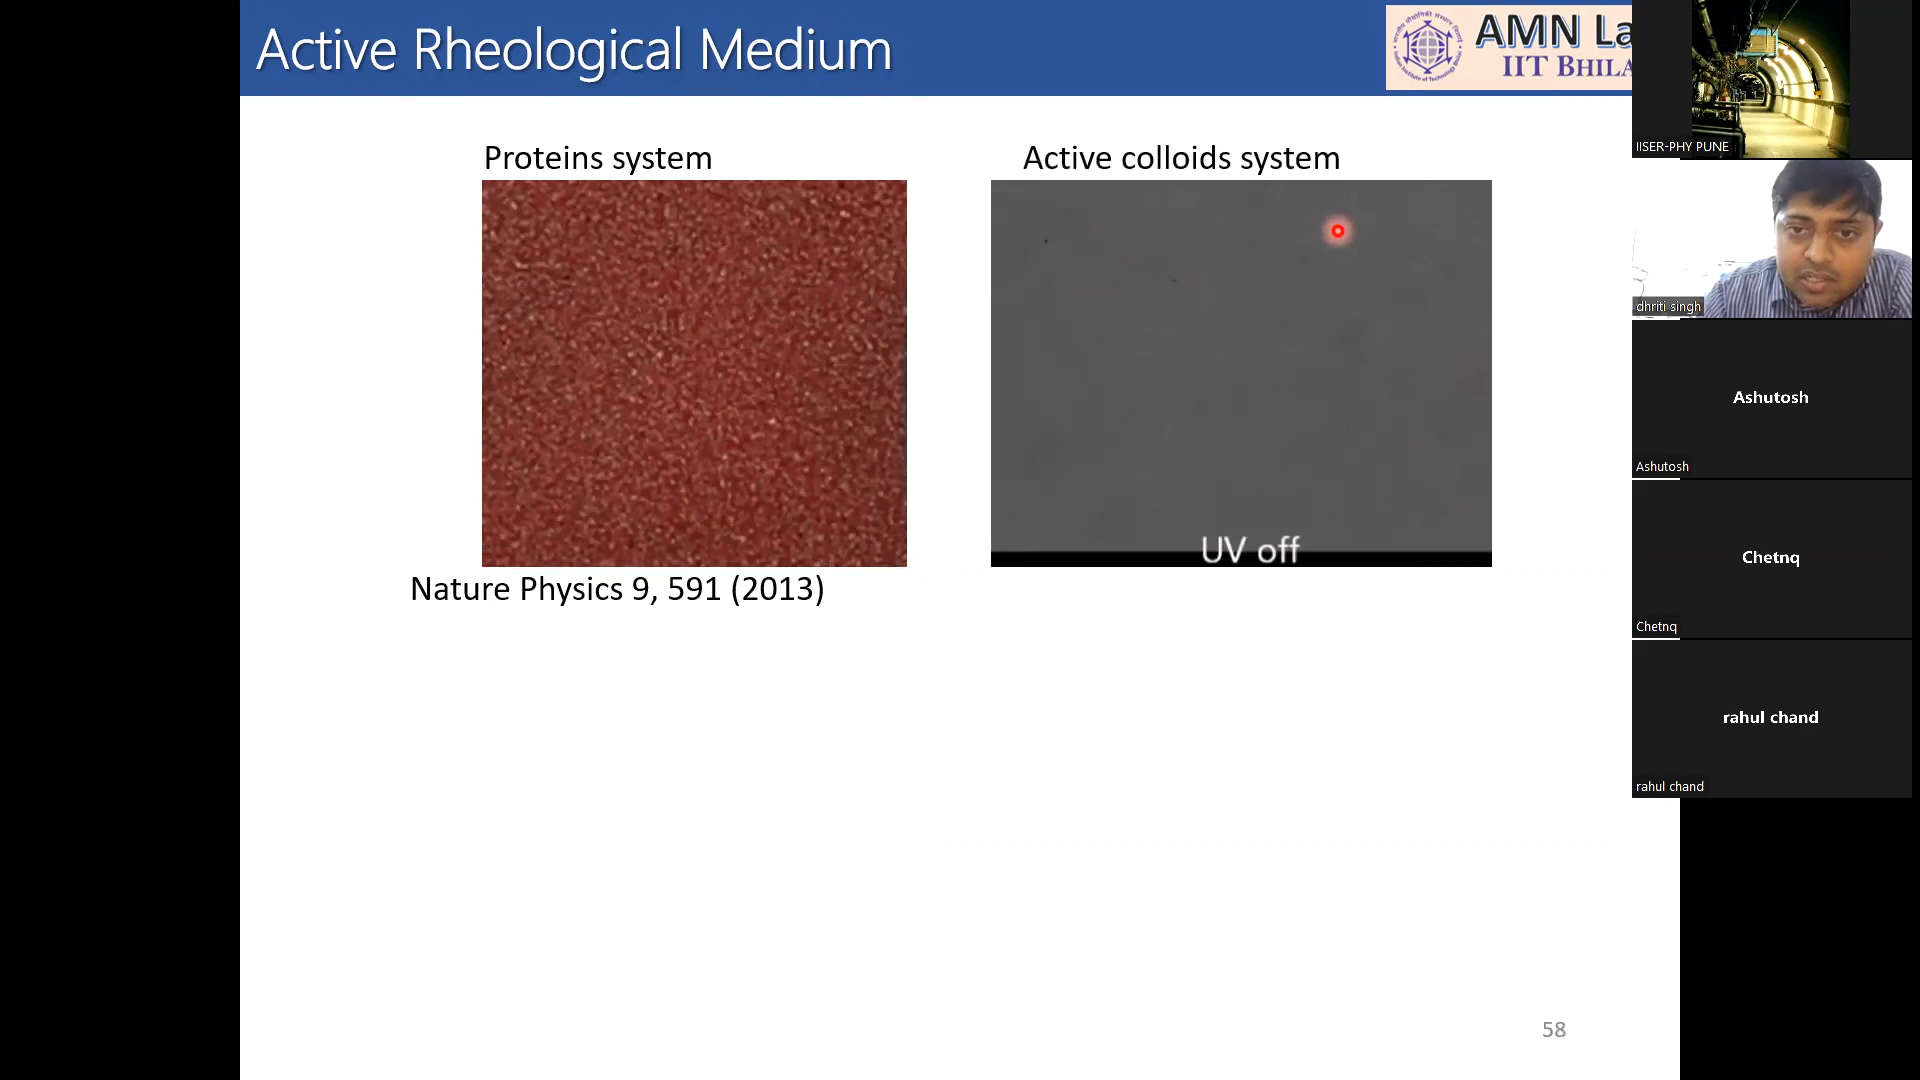 Active Rheological Medium
AMN La
IIT BHILA
Proteins system
Active colloids system
UV off
Nature Physics 9, 591 (2013)
58
IISER-PHY PUNE
dhriti singh
Ashutosh
Ashutosh
Chetnq
Chetnq
rahul chand
rahul chand